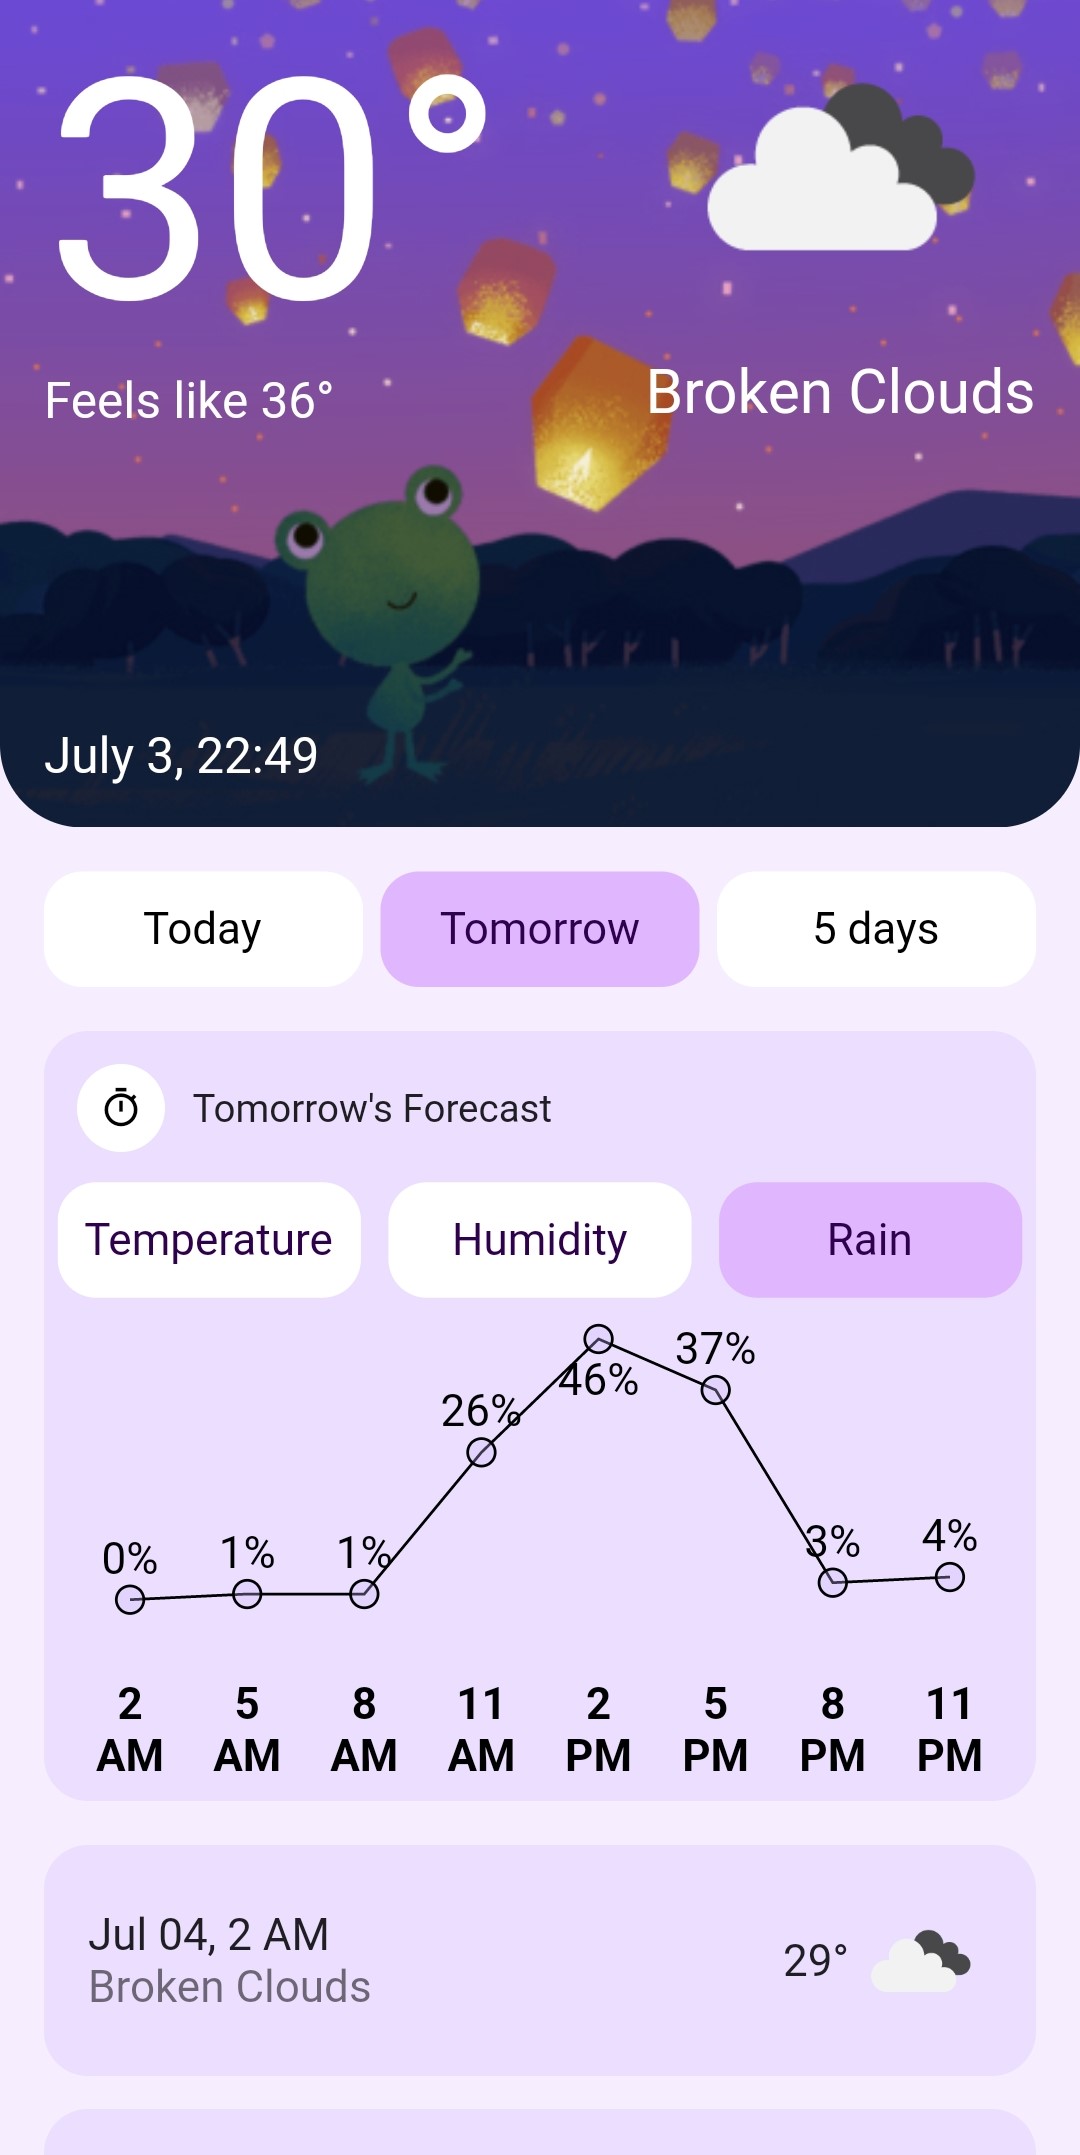 30°
Feels like 36°
Broken Clouds
July 3, 22:49
Today
Tomorrow
5 days
Tomorrow's Forecast
Temperature
Humidity
Rain
0%
1%
1%
26%
46%
37%
3%
4%
2 AM
5 AM
8 AM
11 AM
2 PM
5 PM
8 PM
11 PM
Jul 04, 2 AM
Broken Clouds
29°